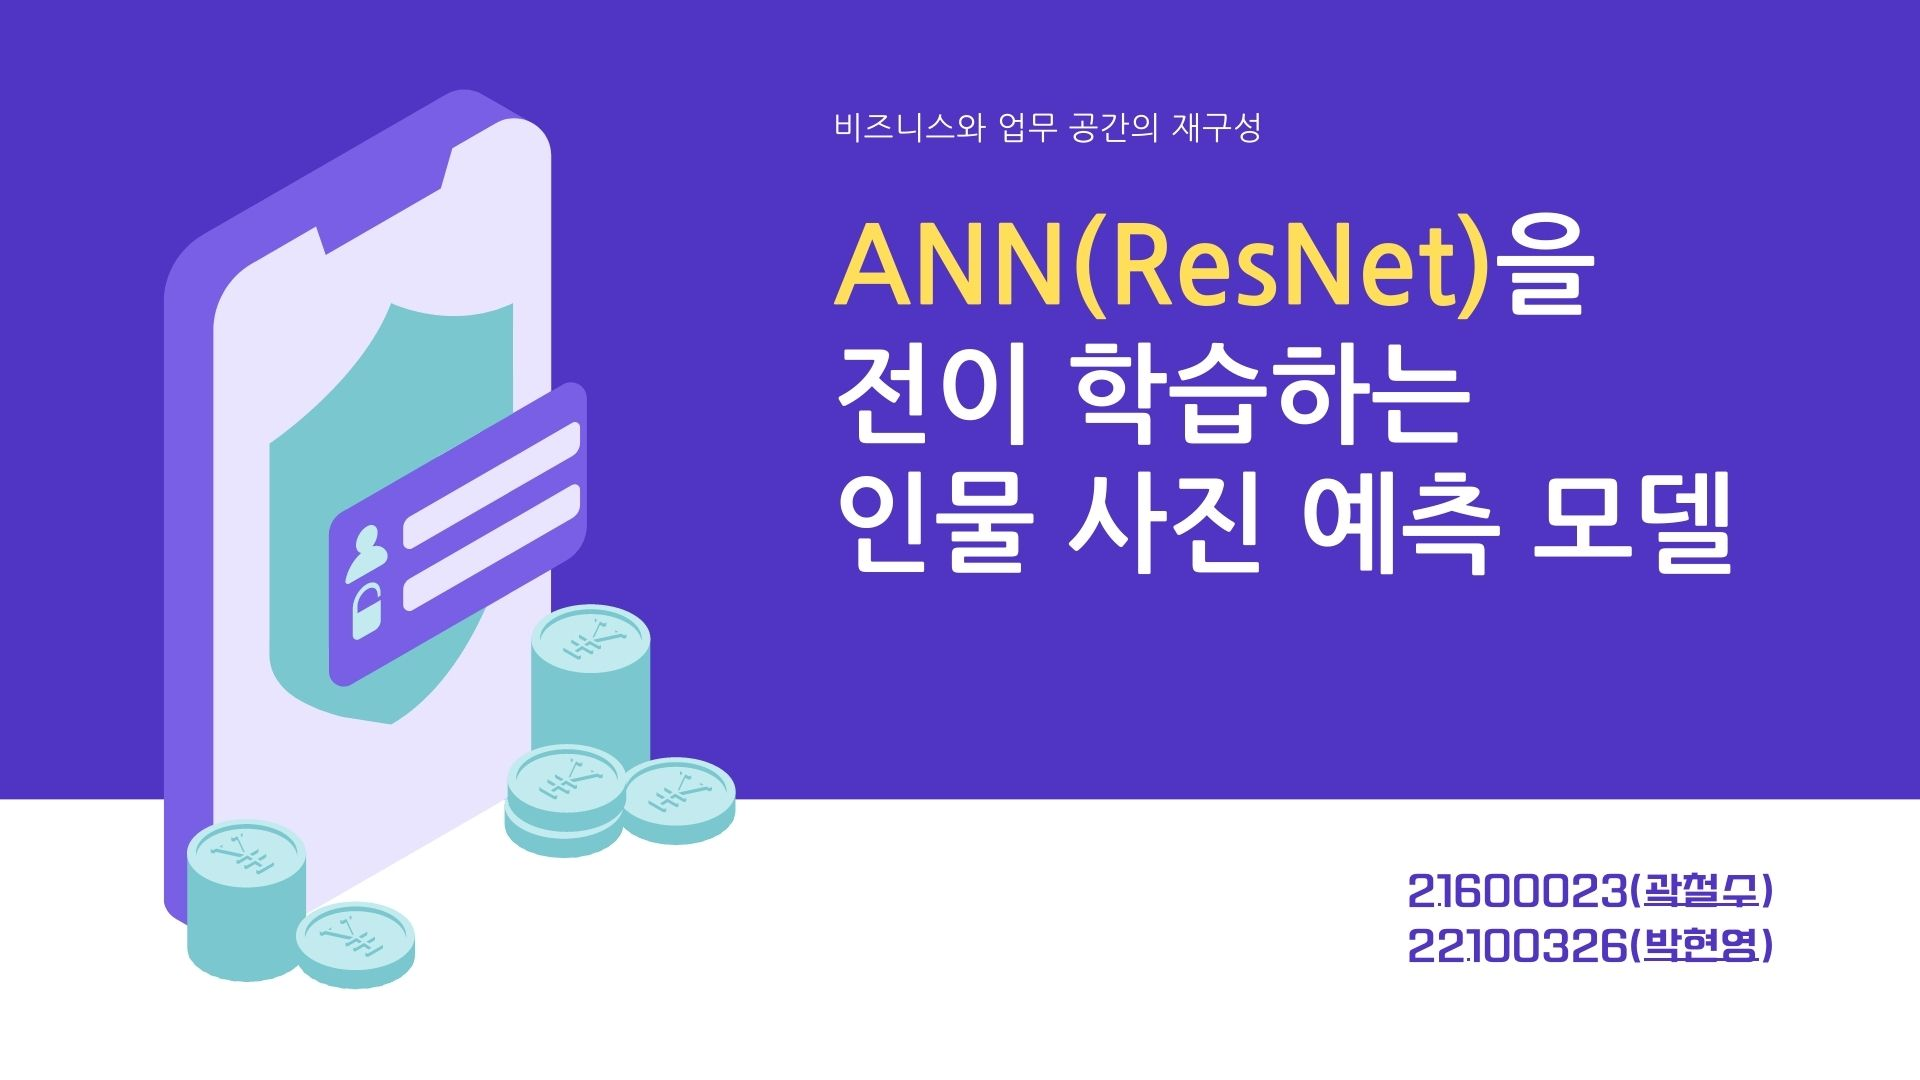 비즈니스와 업무 공간의 재구성
ANN(ResNet)을
전이 학습하는
인물 사진 예측 모델
21600023(곽철수)
22100326(박현영)